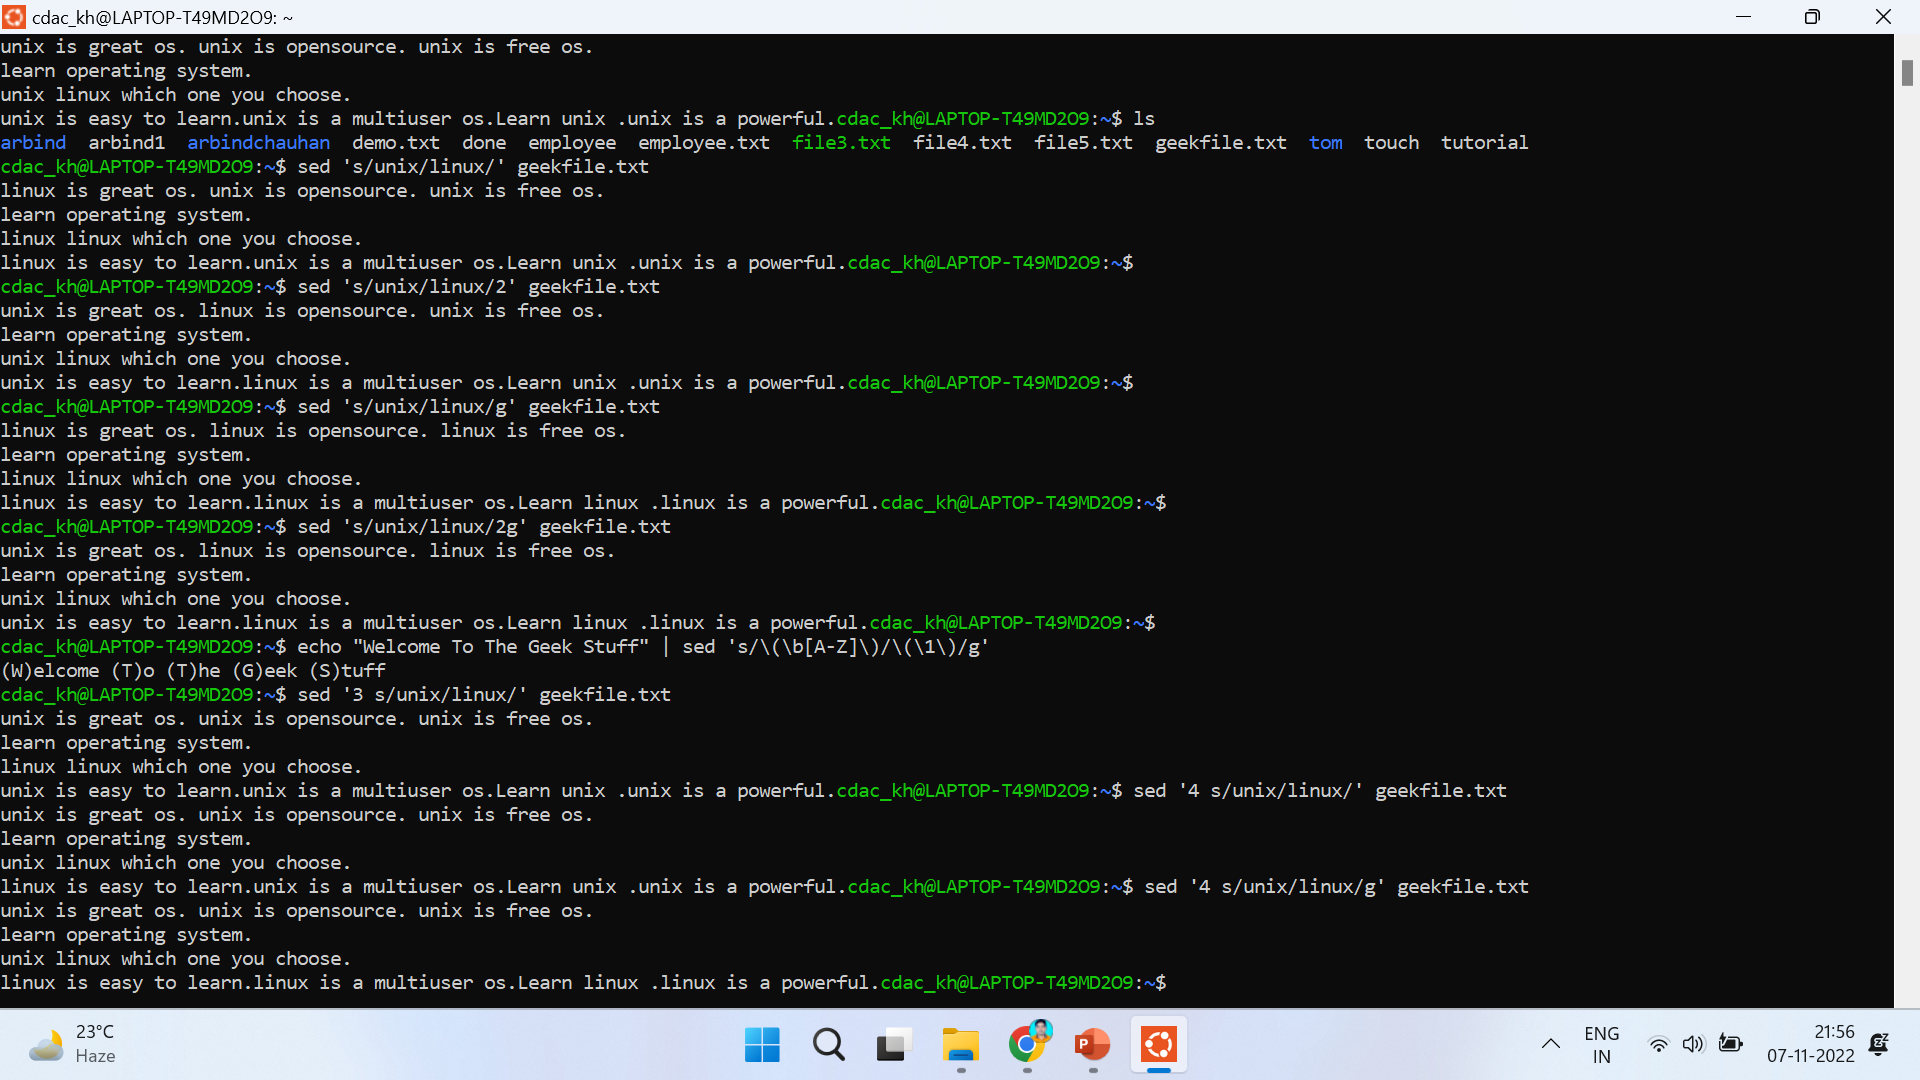 cdac_kh@LAPTOP-T49MD2O9: ~
unix is great os. unix is opensource. unix is free os.
learn operating system.
unix linux which one you choose.
unix is easy to learn.unix is a multiuser os.Learn unix .unix is a powerful.cdac_kh@LAPTOP-T49MD2O9:~$ ls
arbind  arbind1  arbindchauhan  demo.txt  done  employee  employee.txt  file3.txt  file4.txt  file5.txt  geekfile.txt  tom  touch  tutorial
cdac_kh@LAPTOP-T49MD2O9:~$ sed 's/unix/linux/' geekfile.txt
linux is great os. unix is opensource. unix is free os.
learn operating system.
linux linux which one you choose.
linux is easy to learn.unix is a multiuser os.Learn unix .unix is a powerful.cdac_kh@LAPTOP-T49MD2O9:~$
cdac_kh@LAPTOP-T49MD2O9:~$ sed 's/unix/linux/2' geekfile.txt
unix is great os. linux is opensource. unix is free os.
learn operating system.
unix linux which one you choose.
unix is easy to learn.linux is a multiuser os.Learn unix .unix is a powerful.cdac_kh@LAPTOP-T49MD2O9:~$
cdac_kh@LAPTOP-T49MD2O9:~$ sed 's/unix/linux/g' geekfile.txt
linux is great os. linux is opensource. linux is free os.
learn operating system.
linux linux which one you choose.
linux is easy to learn.linux is a multiuser os.Learn linux .linux is a powerful.cdac_kh@LAPTOP-T49MD2O9:~$
cdac_kh@LAPTOP-T49MD2O9:~$ sed 's/unix/linux/2g' geekfile.txt
unix is great os. linux is opensource. linux is free os.
learn operating system.
unix linux which one you choose.
unix is easy to learn.linux is a multiuser os.Learn linux .linux is a powerful.cdac_kh@LAPTOP-T49MD2O9:~$
cdac_kh@LAPTOP-T49MD2O9:~$ echo "Welcome To The Geek Stuff" | sed 's/\(\b[A-Z]\)/\(\1\)/g'
(W)elcome (T)o (T)he (G)eek (S)tuff
cdac_kh@LAPTOP-T49MD2O9:~$ sed '3 s/unix/linux/' geekfile.txt
unix is great os. unix is opensource. unix is free os.
learn operating system.
linux linux which one you choose.
unix is easy to learn.unix is a multiuser os.Learn unix .unix is a powerful.cdac_kh@LAPTOP-T49MD2O9:~$ sed '4 s/unix/linux/' geekfile.txt
unix is great os. unix is opensource. unix is free os.
learn operating system.
unix linux which one you choose.
linux is easy to learn.unix is a multiuser os.Learn unix .unix is a powerful.cdac_kh@LAPTOP-T49MD2O9:~$ sed '4 s/unix/linux/g' geekfile.txt
unix is great os. unix is opensource. unix is free os.
learn operating system.
unix linux which one you choose.
linux is easy to learn.linux is a multiuser os.Learn linux .linux is a powerful.cdac_kh@LAPTOP-T49MD2O9:~$
23°C
Haze
P
ENG
IN
21:56
07-11-2022